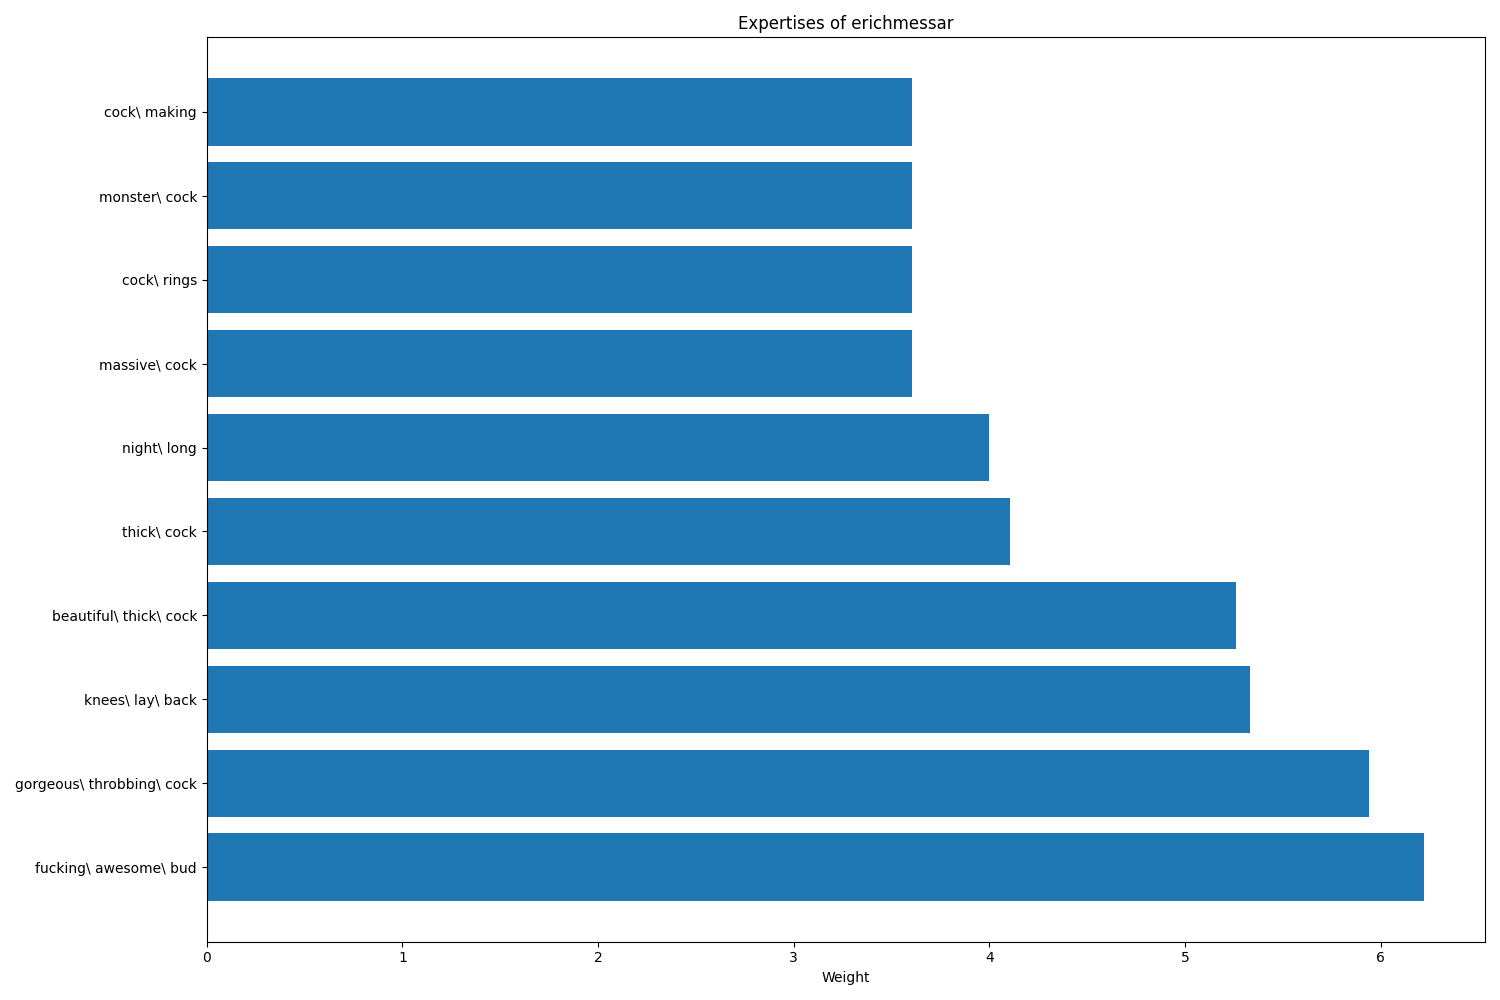 Expertises of erichmessar
cock\ making
monster\ cock
cock\ rings
massive\ cock
night\ long
thick\ cock
beautiful\ thick\ cock
knees\ lay\ back
gorgeous\ throbbing\ cock
fucking\ awesome\ bud
0 1 2 3 4 5 6
Weight